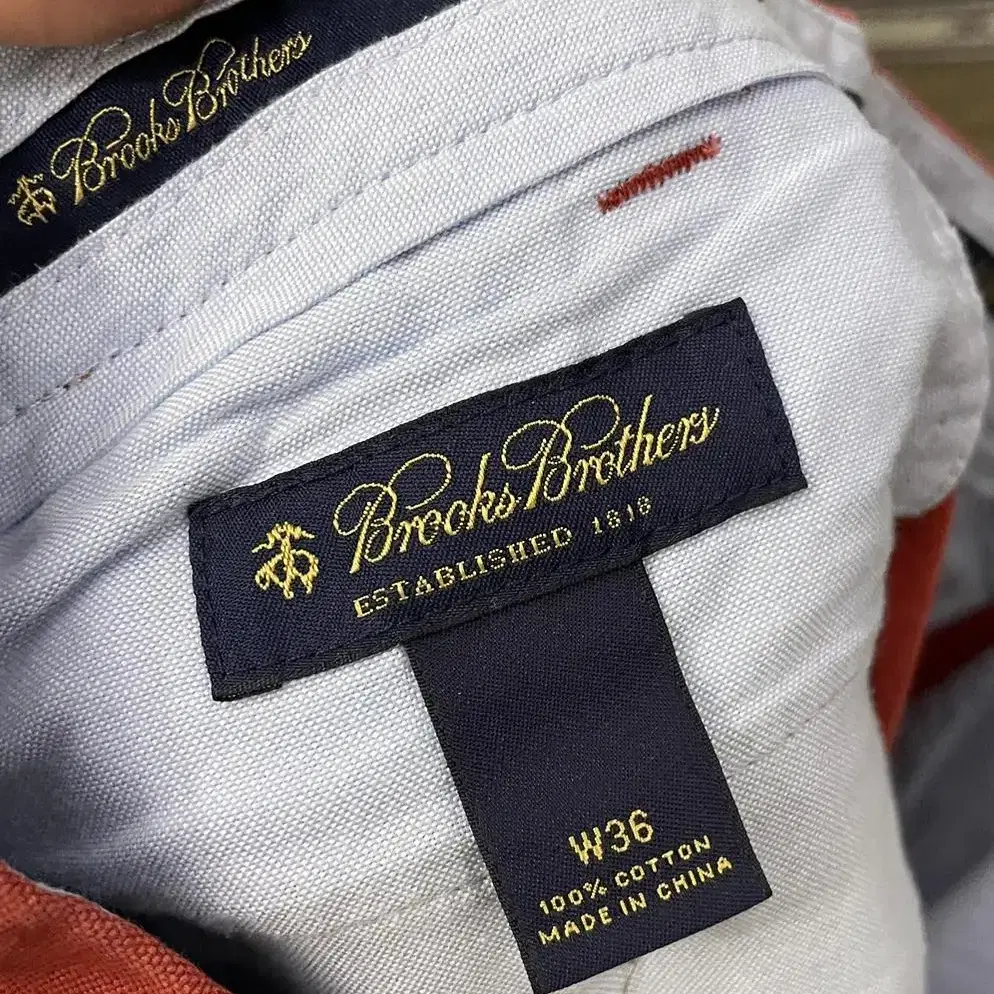 Brooks Brothers
Brooks Brothers
ESTABLISHED 1818
W36
100% COTTON
MADE IN CHINA